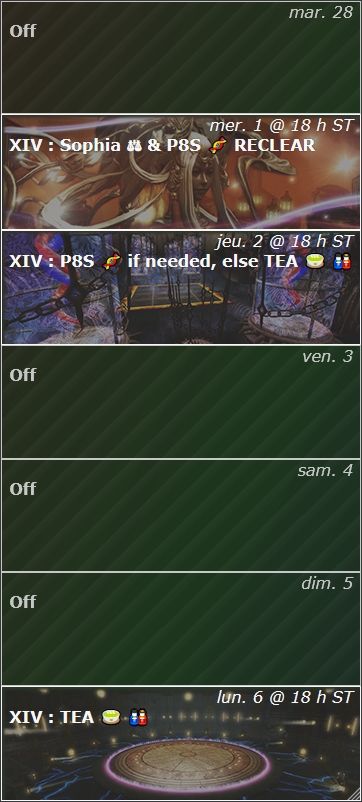 mar. 28
Off
mer. 1 @ 18 h ST
XIV : Sophia ⚖ & P8S 🍬 RECLEAR
jeu. 2 @ 18 h ST
XIV : P8S 🍬 if needed, else TEA 🍵 👫
ven. 3
Off
sam. 4
Off
dim. 5
Off
lun. 6 @ 18 h ST
XIV : TEA 🍵 👫